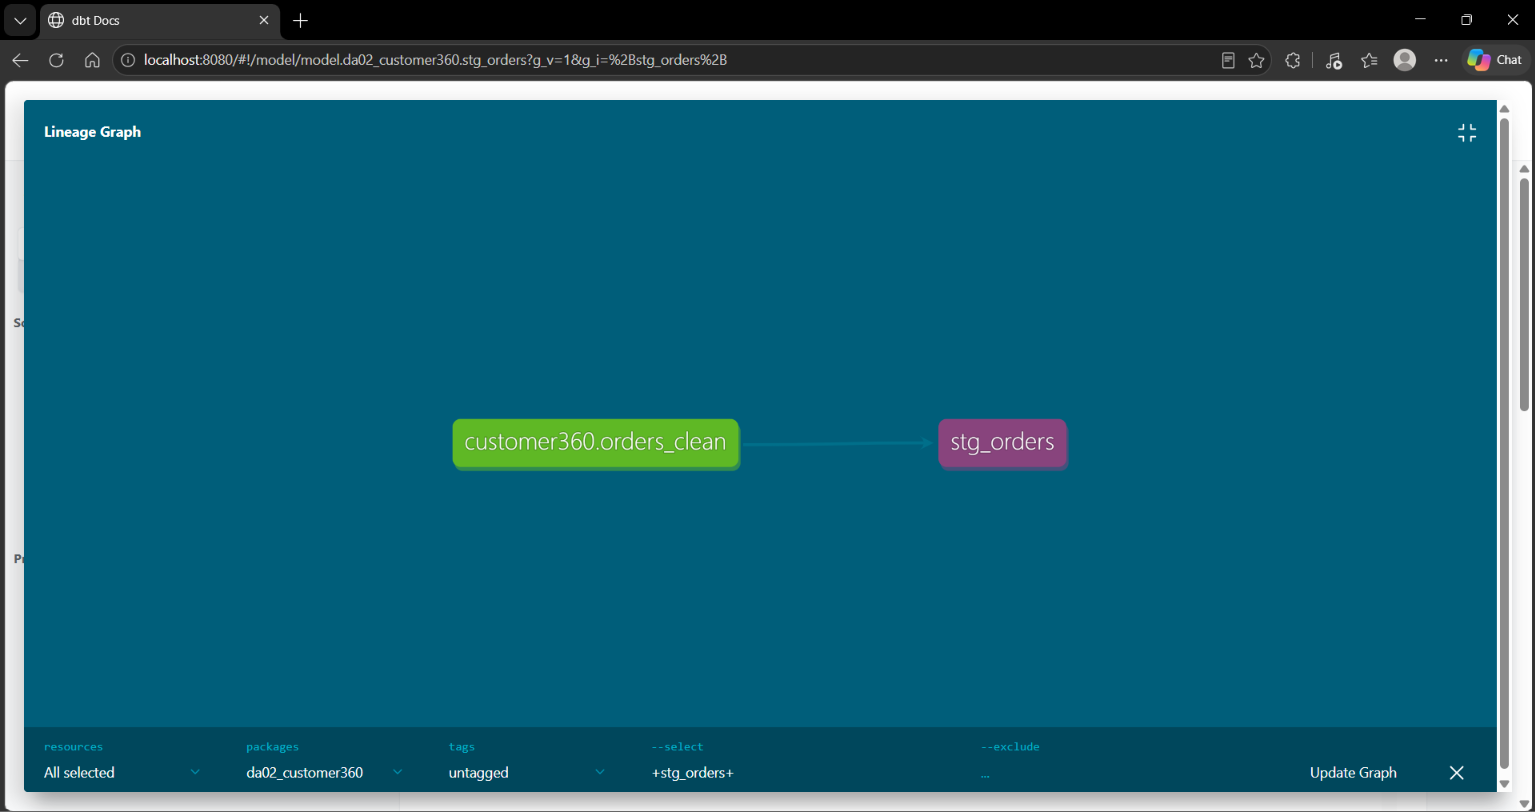 dbt Docs
localhost:8080/#!/model/model.da02_customer360.stg_orders?g_v=1&g_i=%2Bstg_orders%2B
Chat
Lineage Graph
customer360.orders_clean
stg_orders
resources
packages
tags
--select
--exclude
All selected
da02_customer360
untagged
+stg_orders+
...
Update Graph